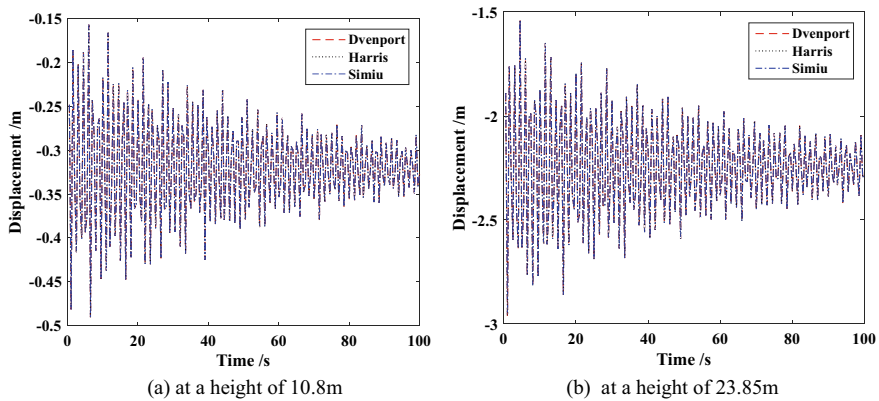 -0.15
-0.2
-0.25
-0.3
-0.35
-0.4
-0.45
-0.5
Displacement /m
0 20 40 60 80 100
Time /s
Dvenport
Harris
Simiu
(a) at a height of 10.8m
-1.5
-2
-2.5
-3
Displacement /m
0 20 40 60 80 100
Time /s
Dvenport
Harris
Simiu
(b) at a height of 23.85m